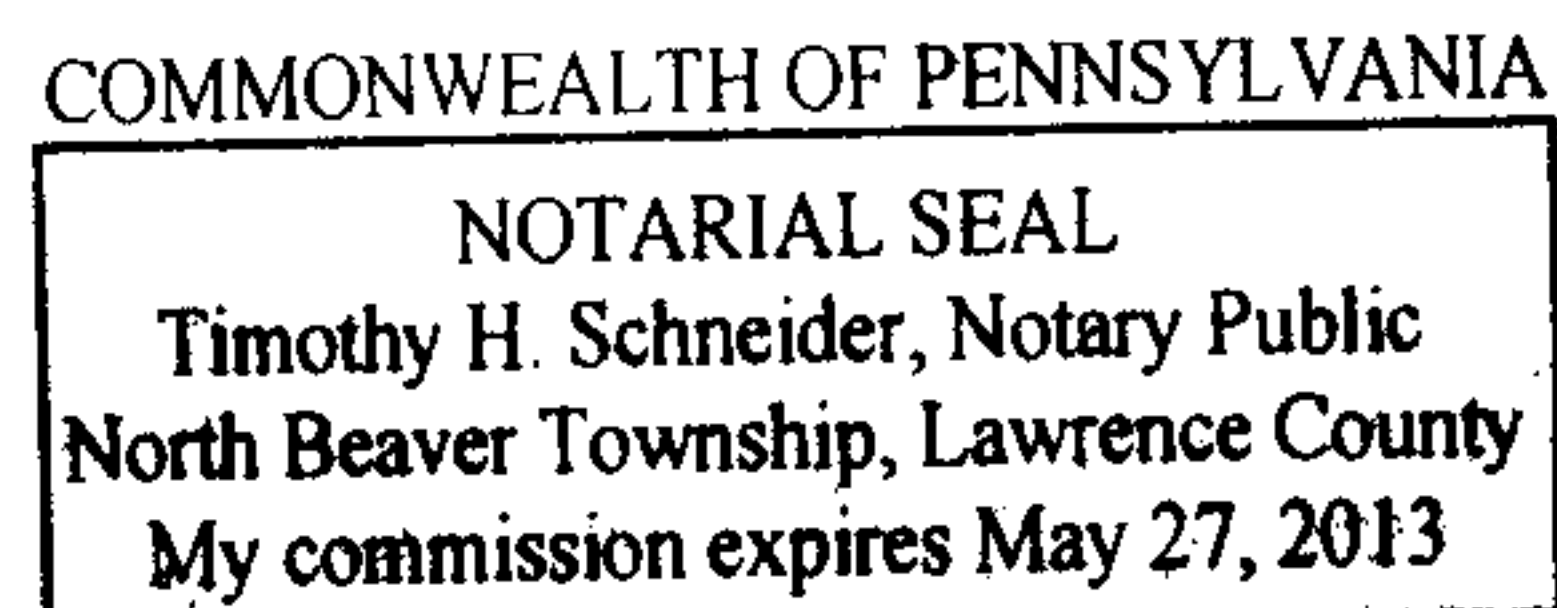 COMMONWEALTH OF PENNSYLVANIA
NOTARIAL SEAL
Timothy H. Schneider, Notary Public
North Beaver Township, Lawrence County
My commission expires May 27, 2013